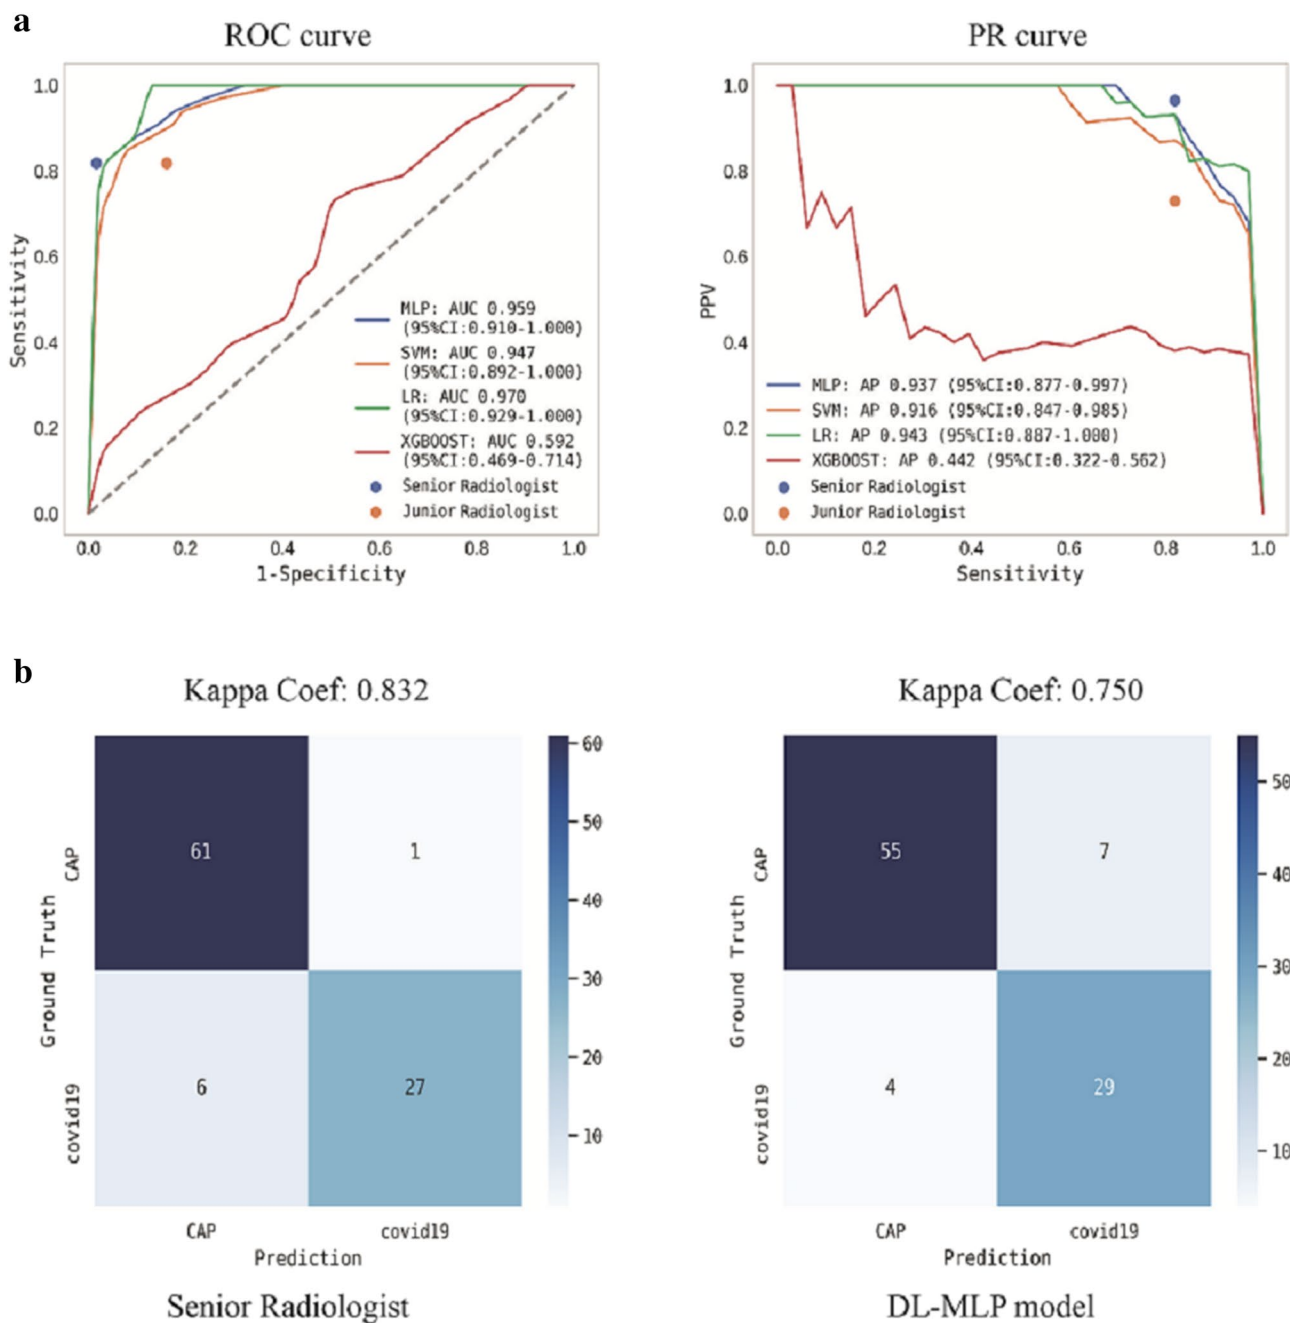 a
ROC curve
1.0
0.8
0.6
0.4
0.2
0.0
Sensitivity
MLP: AUC 0.959
(95%CI:0.910-1.000)
SVM: AUC 0.947
(95%CI:0.892-1.000)
LR: AUC 0.970
(95%CI:0.929-1.000)
XGBOOST: AUC 0.592
(95%CI:0.469-0.714)
Senior Radiologist
Junior Radiologist
0.0 0.2 0.4 0.6 0.8 1.0
1-Specificity
PR curve
1.0
0.8
0.6
0.4
0.2
0.0
PPV
MLP: AP 0.937 (95%CI:0.877-0.997)
SVM: AP 0.916 (95%CI:0.847-0.985)
LR: AP 0.943 (95%CI:0.887-1.000)
XGBOOST: AP 0.442 (95%CI:0.322-0.562)
Senior Radiologist
Junior Radiologist
0.0 0.2 0.4 0.6 0.8 1.0
Sensitivity
b
Kappa Coef: 0.832
Ground Truth
CAP
covid19
61 1
6 27
60
50
40
30
20
10
CAP covid19
Prediction
Senior Radiologist
Kappa Coef: 0.750
Ground Truth
CAP
covid19
55 7
4 29
50
40
30
20
10
CAP covid19
Prediction
DL-MLP model